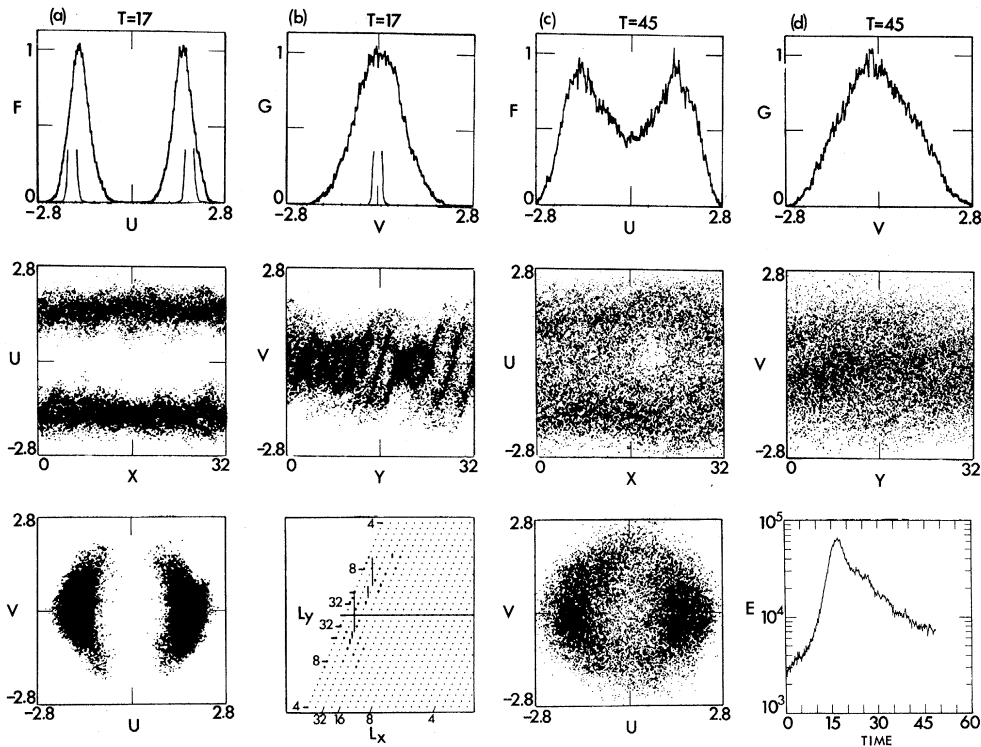 (a) T=17
1
F
0
-2.8 2.8
U
(b) T=17
1
G
0
-2.8 2.8
V
(c) T=45
1
F
0
-2.8 2.8
U
(d) T=45
1
G
0
-2.8 2.8
V
2.8
U
-2.8
0 32
X
2.8
V
-2.8
0 32
Y
2.8
U
-2.8
0 32
X
2.8
V
-2.8
0 32
Y
2.8
V
-2.8
-2.8 2.8
U
4
8
32
Ly
32
8
4
32 16 8 4
Lx
2.8
V
-2.8
-2.8 2.8
U
10^5
E 10^4
10^3
0 15 30 45 60
TIME